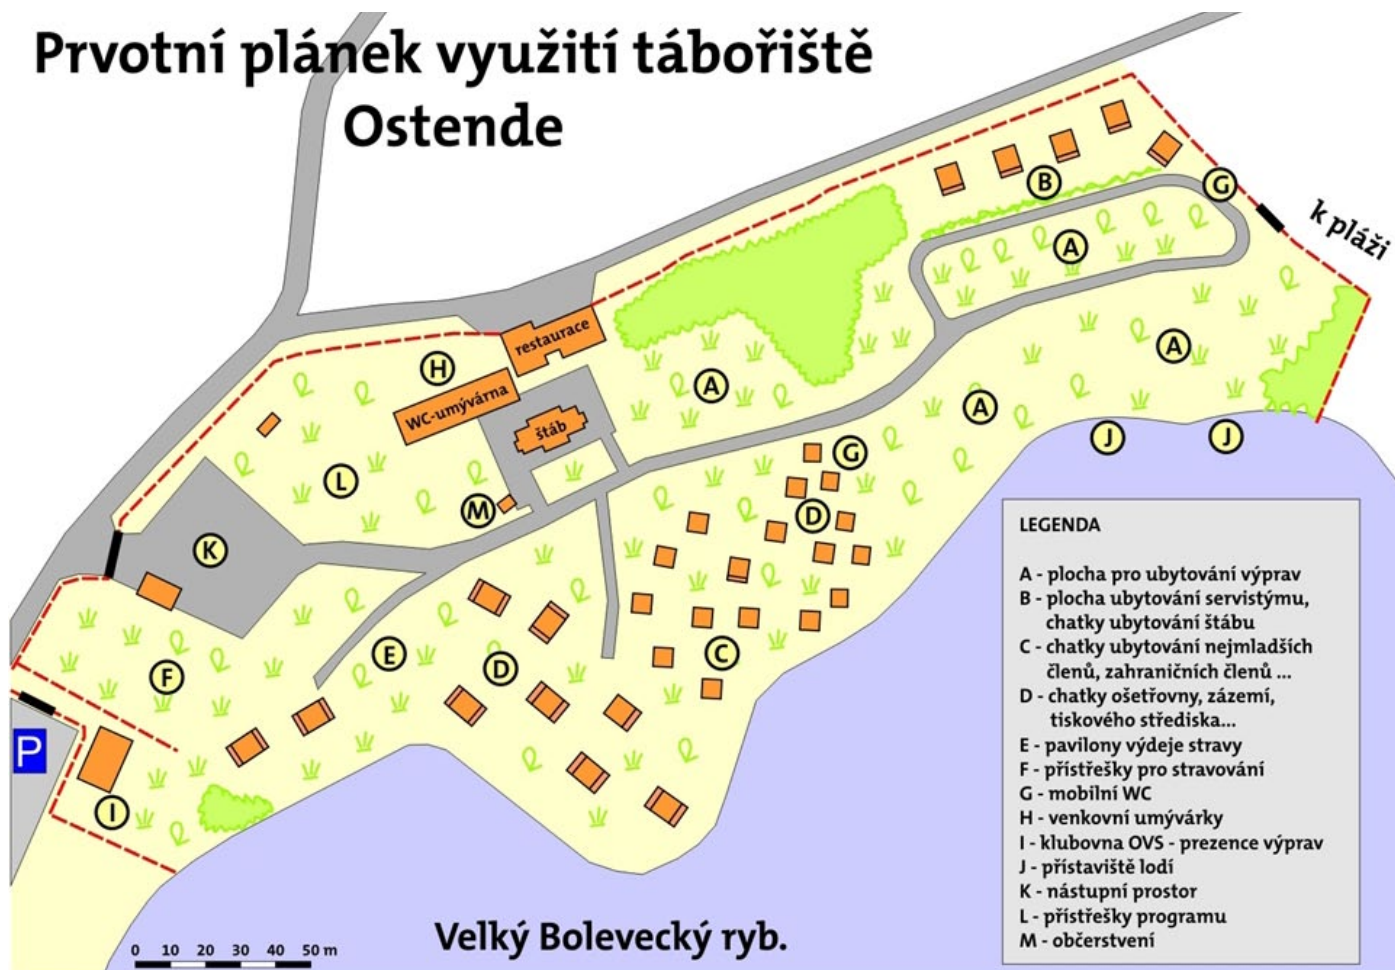 Prvotní plánek využití tábořiště
Ostende
k pláži
B
G
A
restaurace
H
A
A
WC-umývárna
A
štáb
J
J
G
L
M
D
K
E
D
C
F
P
I
LEGENDA
A - plocha pro ubytování výprav
B - plocha ubytování servistýmu,
chatky ubytování štábu
C - chatky ubytování nejmladších
členů, zahraničních členů ...
D - chatky ošetřovny, zázemí,
tiskového střediska...
E - pavilony výdeje stravy
F - přístřešky pro stravování
G - mobilní WC
H - venkovní umývárky
I - klubovna OVS - prezence výprav
J - přístaviště lodí
K - nástupní prostor
L - přístřešky programu
M - občerstvení
Velký Bolevecký ryb.
0 10 20 30 40 50 m